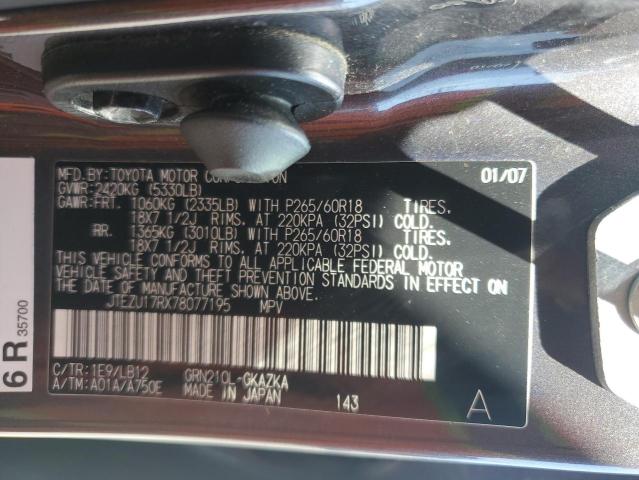 MFD.BY: TOYOTA MOTOR CORPORATION 01/07
GVWR: 2420KG (5330LB)
GAWR: FRT. 1060KG (2335LB) WITH P265/60R18 TIRES.
18X7 1/2J RIMS. AT 220KPA (32PSI) COLD.
RR. 1365KG (3010LB) WITH P265/60R18 TIRES.
18X7 1/2J RIMS. AT 220KPA (32PSI) COLD.
THIS VEHICLE CONFORMS TO ALL APPLICABLE FEDERAL MOTOR
VEHICLE SAFETY AND THEFT PREVENTION STANDARDS IN EFFECT ON
THE DATE OF MANUFACTURE SHOWN ABOVE.
JTEZU17RX78077195 MPV
C/TR: 1E9/LB12 GRN210L-GKAZKA
A/TM: A01A/A750E MADE IN JAPAN 143 A
6 R
35700